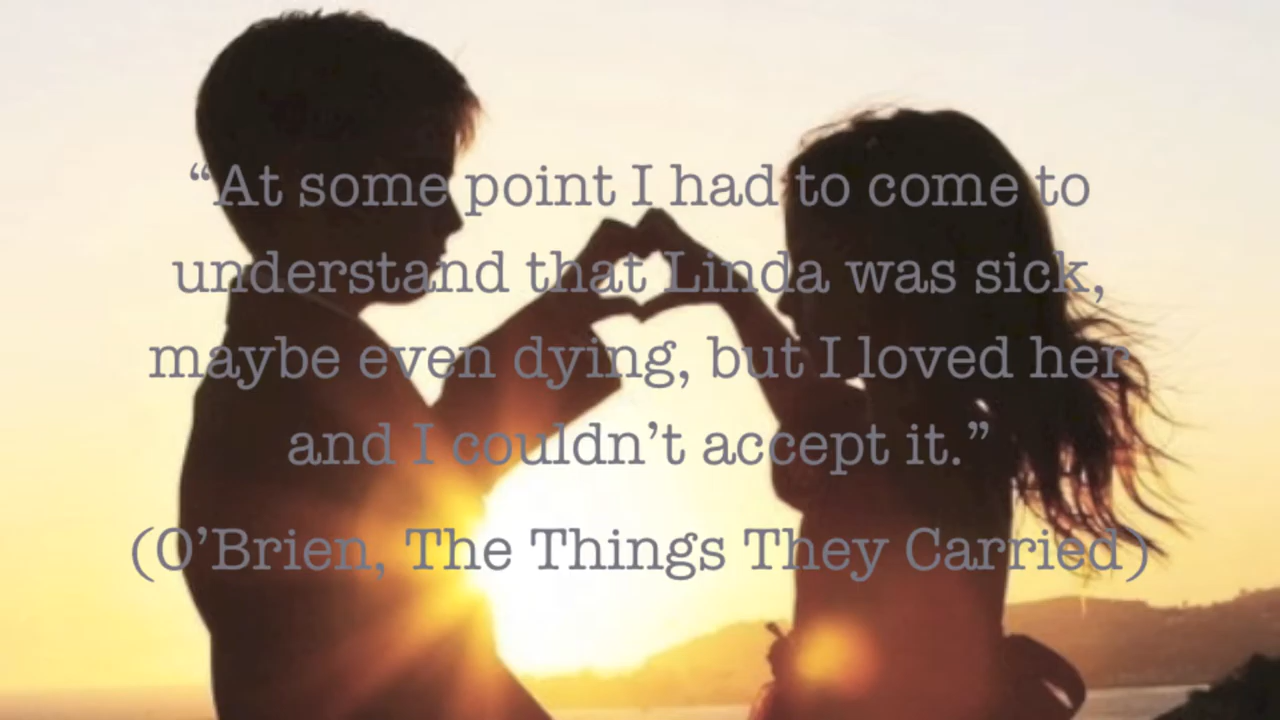 “At some point I had to come to
understand that Linda was sick,
maybe even dying, but I loved her
and I couldn’t accept it.”
(O’Brien, The Things They Carried)